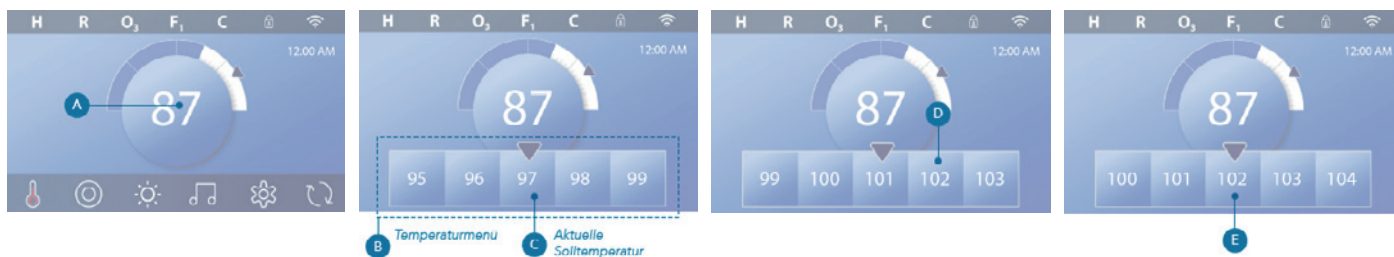 H R O3 F1 C
12:00 AM
87
A
H R O3 F1 C
12:00 AM
87
95 96 97 98 99
B Temperaturmenü
C Aktuelle
Solltemperatur
H R O3 F1 C
12:00 AM
87
D
99 100 101 102 103
H R O3 F1 C
12:00 AM
87
100 101 102 103 104
E